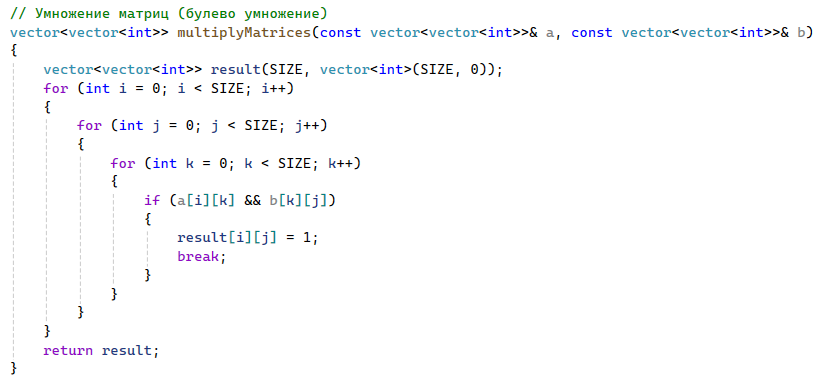 // Умножение матриц (булево умножение)
vector<vector<int>> multiplyMatrices(const vector<vector<int>>& a, const vector<vector<int>>& b)
{
    vector<vector<int>> result(SIZE, vector<int>(SIZE, 0));
    for (int i = 0; i < SIZE; i++)
    {
        for (int j = 0; j < SIZE; j++)
        {
            for (int k = 0; k < SIZE; k++)
            {
                if (a[i][k] && b[k][j])
                {
                    result[i][j] = 1;
                    break;
                }
            }
        }
    }
    return result;
}